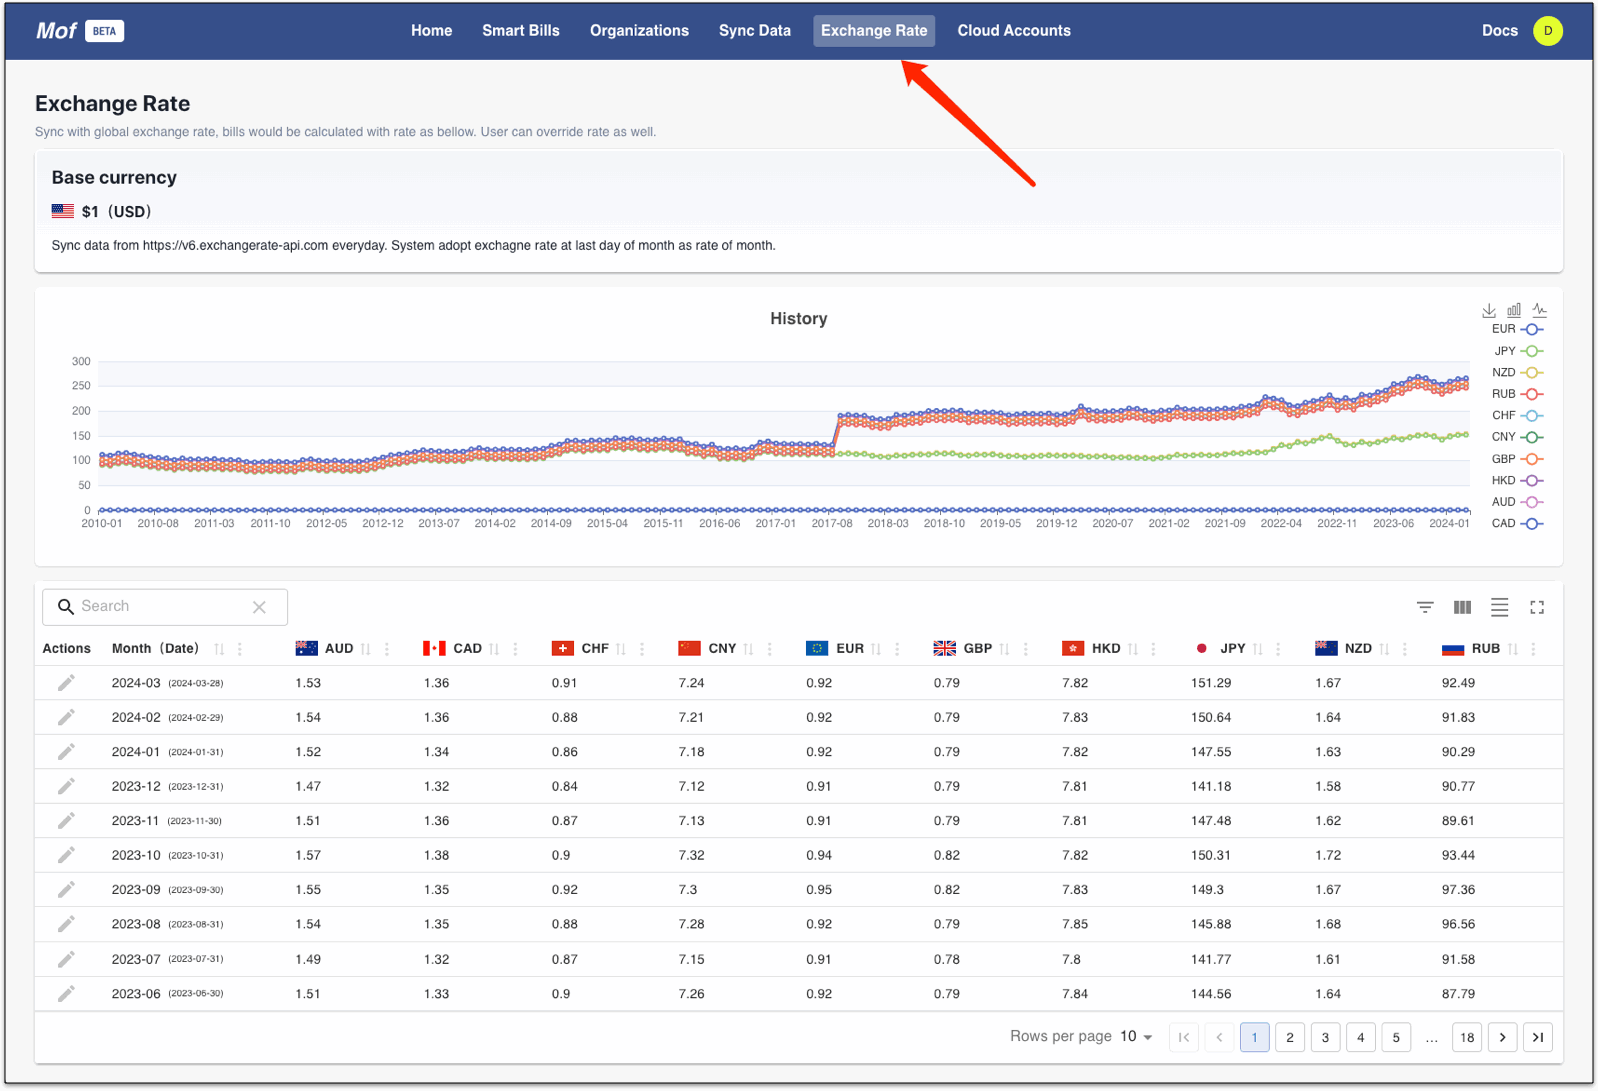 Mof BETA Home Smart Bills Organizations Sync Data Exchange Rate Cloud Accounts Docs D
Exchange Rate
Sync with global exchange rate, bills would be calculated with rate as bellow. User can override rate as well.
Base currency
$1（USD）
Sync data from https://v6.exchangerate-api.com everyday. System adopt exchagne rate at last day of month as rate of month.
History
EUR
JPY
NZD
RUB
CHF
CNY
GBP
HKD
AUD
CAD
300
250
200
150
100
50
0
2010-01 2010-08 2011-03 2011-10 2012-05 2012-12 2013-07 2014-02 2014-09 2015-04 2015-11 2016-06 2017-01 2017-08 2018-03 2018-10 2019-05 2019-12 2020-07 2021-02 2021-09 2022-04 2022-11 2023-06 2024-01
Search
Actions Month（Date） AUD CAD CHF CNY EUR GBP HKD JPY NZD RUB
2024-03 (2024-03-28) 1.53 1.36 0.91 7.24 0.92 0.79 7.82 151.29 1.67 92.49
2024-02 (2024-02-29) 1.54 1.36 0.88 7.21 0.92 0.79 7.83 150.64 1.64 91.83
2024-01 (2024-01-31) 1.52 1.34 0.86 7.18 0.92 0.79 7.82 147.55 1.63 90.29
2023-12 (2023-12-31) 1.47 1.32 0.84 7.12 0.91 0.79 7.81 141.18 1.58 90.77
2023-11 (2023-11-30) 1.51 1.36 0.87 7.13 0.91 0.79 7.81 147.48 1.62 89.61
2023-10 (2023-10-31) 1.57 1.38 0.9 7.32 0.94 0.82 7.82 150.31 1.72 93.44
2023-09 (2023-09-30) 1.55 1.35 0.92 7.3 0.95 0.82 7.83 149.3 1.67 97.36
2023-08 (2023-08-31) 1.54 1.35 0.88 7.28 0.92 0.79 7.85 145.88 1.68 96.56
2023-07 (2023-07-31) 1.49 1.32 0.87 7.15 0.91 0.78 7.8 141.77 1.61 91.58
2023-06 (2023-06-30) 1.51 1.33 0.9 7.26 0.92 0.79 7.84 144.56 1.64 87.79
Rows per page 10 1 2 3 4 5 ... 18